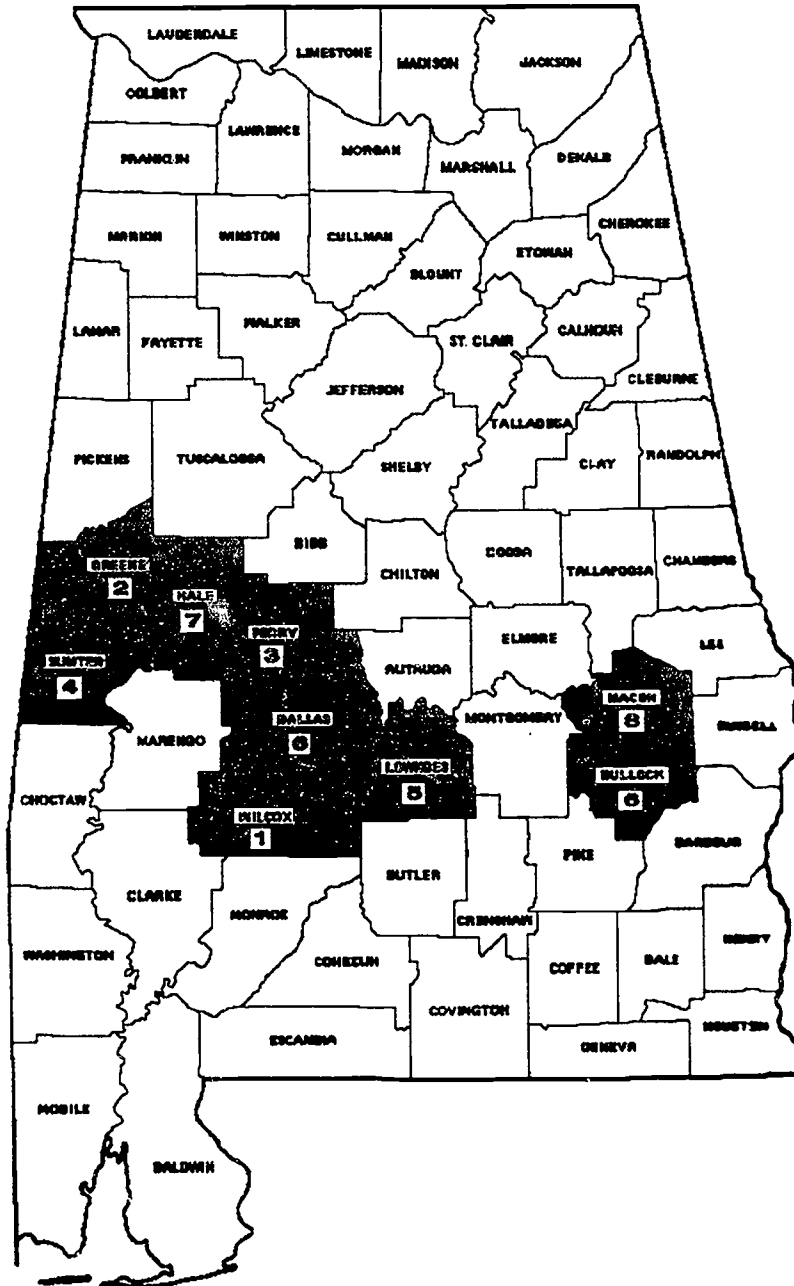 LAUDERDALE
LIMESTONE
MADISON
JACKSON
COLBERT
LAWRENCE
FRANKLIN
MORGAN
MARSHALL
DEKALB
MARION
WINSTON
CULLMAN
CHEROKEE
ETOWAH
BLOUNT
LAMAR
FAYETTE
WALKER
ST. CLAIR
CALHOUN
CLEBURNE
JEFFERSON
TALLADEGA
PICKENS
TUSCALOOSA
SHELBY
CLAY
RANDOLPH
BIBB
COOSA
CHILTON
TALLAPOOSA
CHAMBERS
GREENE
2
HALE
7
PERRY
3
ELMORE
LEE
AUTAUGA
SUMTER
4
MACON
8
DALLAS
6
MONTGOMERY
RUSSELL
MARENGO
LOWNDES
5
BULLOCK
6
CHOCTAW
WILCOX
1
PIKE
BARBOUR
BUTLER
CLARKE
MONROE
CRENSHAW
HENRY
WASHINGTON
CONECUH
COFFEE
DALE
COVINGTON
ESCAMBIA
GENEVA
HOUSTON
MOBILE
BALDWIN